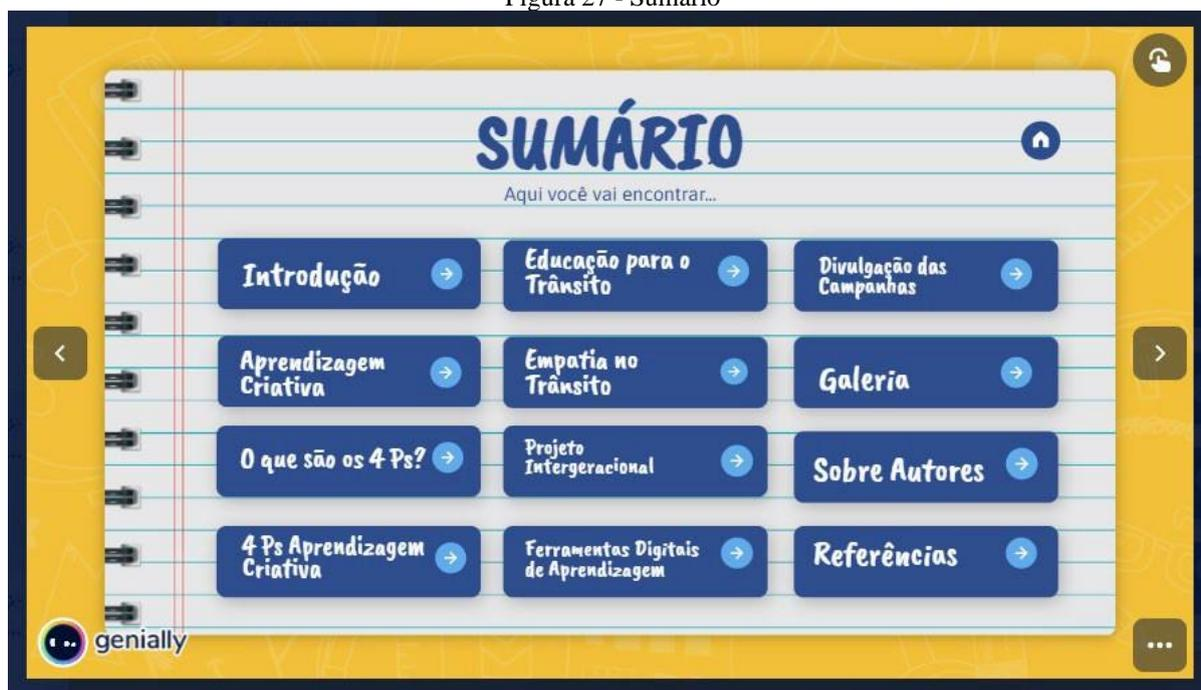 Figura 27 - Sumário
SUMÁRIO
Aqui você vai encontrar...
Introdução
Educação para o
Trânsito
Divulgação das
Campanhas
Aprendizagem
Criativa
Empatia no
Trânsito
Galeria
O que são os 4 Ps?
Projeto
Intergeracional
Sobre Autores
4 Ps Aprendizagem
Criativa
Ferramentas Digitais
de Aprendizagem
Referências
genially